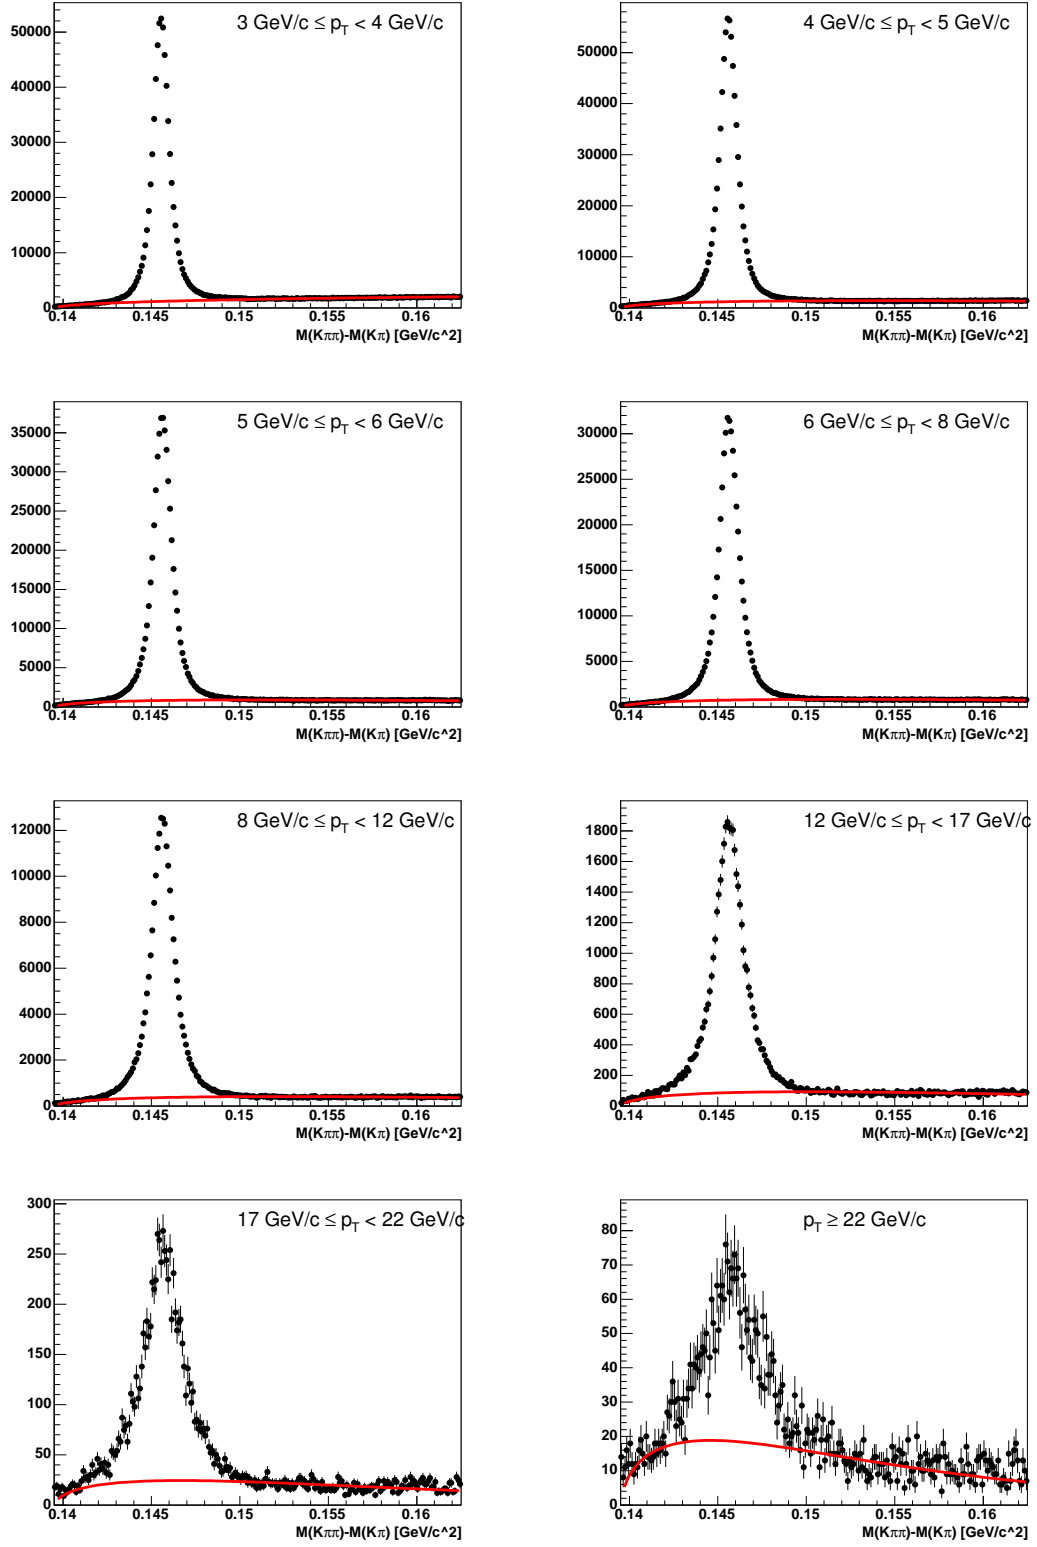 3 GeV/c ≤ p_T < 4 GeV/c
50000
40000
30000
20000
10000
0
0.14 0.145 0.15 0.155 0.16
M(Kππ)-M(Kπ) [GeV/c^2]
4 GeV/c ≤ p_T < 5 GeV/c
50000
40000
30000
20000
10000
0
0.14 0.145 0.15 0.155 0.16
M(Kππ)-M(Kπ) [GeV/c^2]
5 GeV/c ≤ p_T < 6 GeV/c
35000
30000
25000
20000
15000
10000
5000
0
0.14 0.145 0.15 0.155 0.16
M(Kππ)-M(Kπ) [GeV/c^2]
6 GeV/c ≤ p_T < 8 GeV/c
30000
25000
20000
15000
10000
5000
0
0.14 0.145 0.15 0.155 0.16
M(Kππ)-M(Kπ) [GeV/c^2]
8 GeV/c ≤ p_T < 12 GeV/c
12000
10000
8000
6000
4000
2000
0
0.14 0.145 0.15 0.155 0.16
M(Kππ)-M(Kπ) [GeV/c^2]
12 GeV/c ≤ p_T < 17 GeV/c
1800
1600
1400
1200
1000
800
600
400
200
0
0.14 0.145 0.15 0.155 0.16
M(Kππ)-M(Kπ) [GeV/c^2]
17 GeV/c ≤ p_T < 22 GeV/c
300
250
200
150
100
50
0
0.14 0.145 0.15 0.155 0.16
M(Kππ)-M(Kπ) [GeV/c^2]
p_T ≥ 22 GeV/c
80
70
60
50
40
30
20
10
0
0.14 0.145 0.15 0.155 0.16
M(Kππ)-M(Kπ) [GeV/c^2]